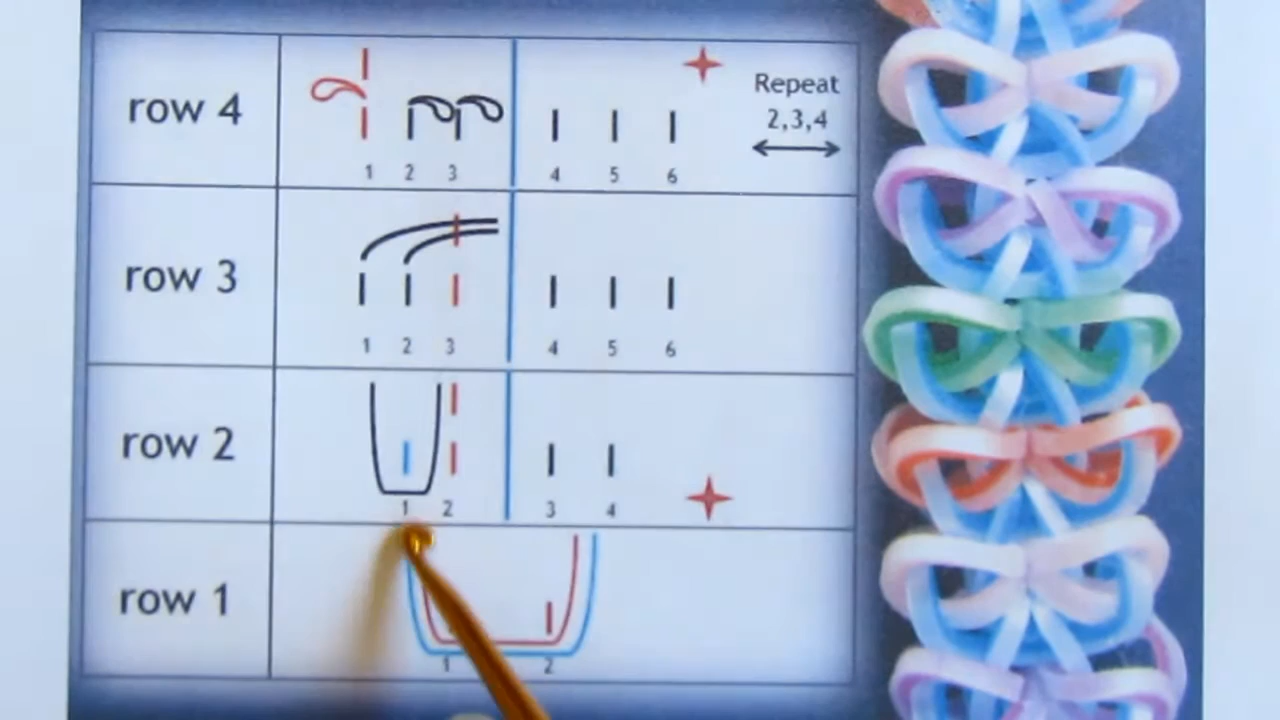 row 4
Repeat
2,3,4
1 2 3 4 5 6
row 3
1 2 3 4 5 6
row 2
1 2 3 4
row 1
1 2